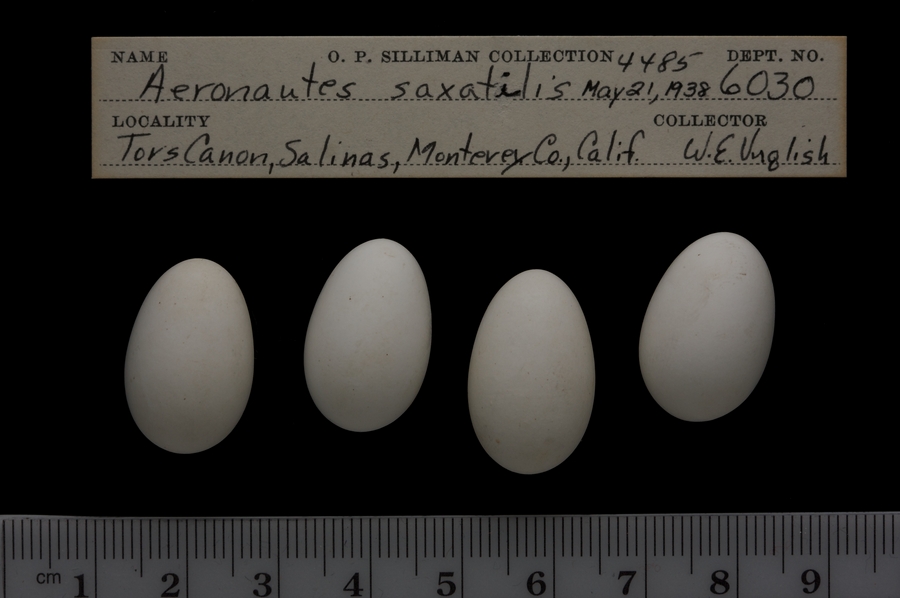 NAME O. P. SILLIMAN COLLECTION 4485 DEPT. NO.
Aeronautes saxatilis May 21, 1938 6030
LOCALITY COLLECTOR
Tors Canon, Salinas, Monterey Co., Calif. W.E. Unglish
cm 1 2 3 4 5 6 7 8 9